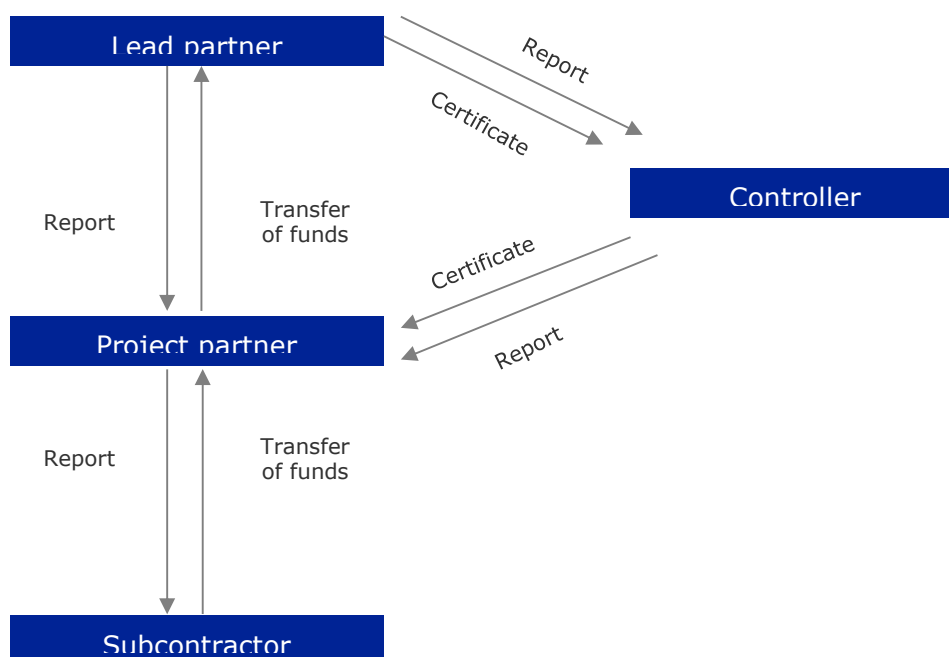 Lead partner
Report
Certificate
Controller
Report
Transfer
of funds
Certificate
Report
Project partner
Report
Transfer
of funds
Subcontractor